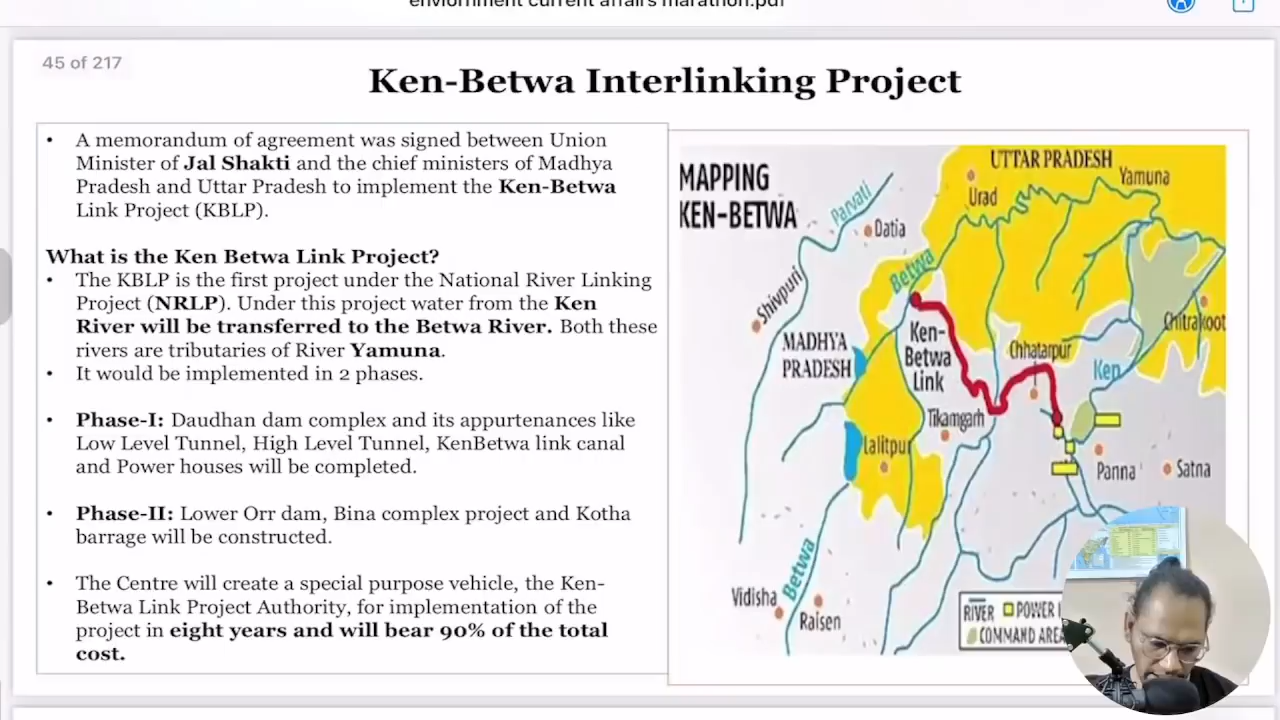 enviornment current affairs marathon.pdf
45 of 217
Ken-Betwa Interlinking Project
• A memorandum of agreement was signed between Union
Minister of Jal Shakti and the chief ministers of Madhya
Pradesh and Uttar Pradesh to implement the Ken-Betwa
Link Project (KBLP).
What is the Ken Betwa Link Project?
• The KBLP is the first project under the National River Linking
Project (NRLP). Under this project water from the Ken
River will be transferred to the Betwa River. Both these
rivers are tributaries of River Yamuna.
• It would be implemented in 2 phases.
• Phase-I: Daudhan dam complex and its appurtenances like
Low Level Tunnel, High Level Tunnel, KenBetwa link canal
and Power houses will be completed.
• Phase-II: Lower Orr dam, Bina complex project and Kotha
barrage will be constructed.
• The Centre will create a special purpose vehicle, the Ken-
Betwa Link Project Authority, for implementation of the
project in eight years and will bear 90% of the total
cost.
MAPPING
KEN-BETWA
UTTAR PRADESH
Yamuna
Urad
Parvati
Datia
Betwa
Shivpuri
Chitrakoot
MADHYA
PRADESH
Ken-
Betwa
Link
Chhatarpur
Ken
Tikamgarh
Lalitpur
Panna
Satna
Betwa
Vidisha
Raisen
RIVER
POWER
COMMAND AREA